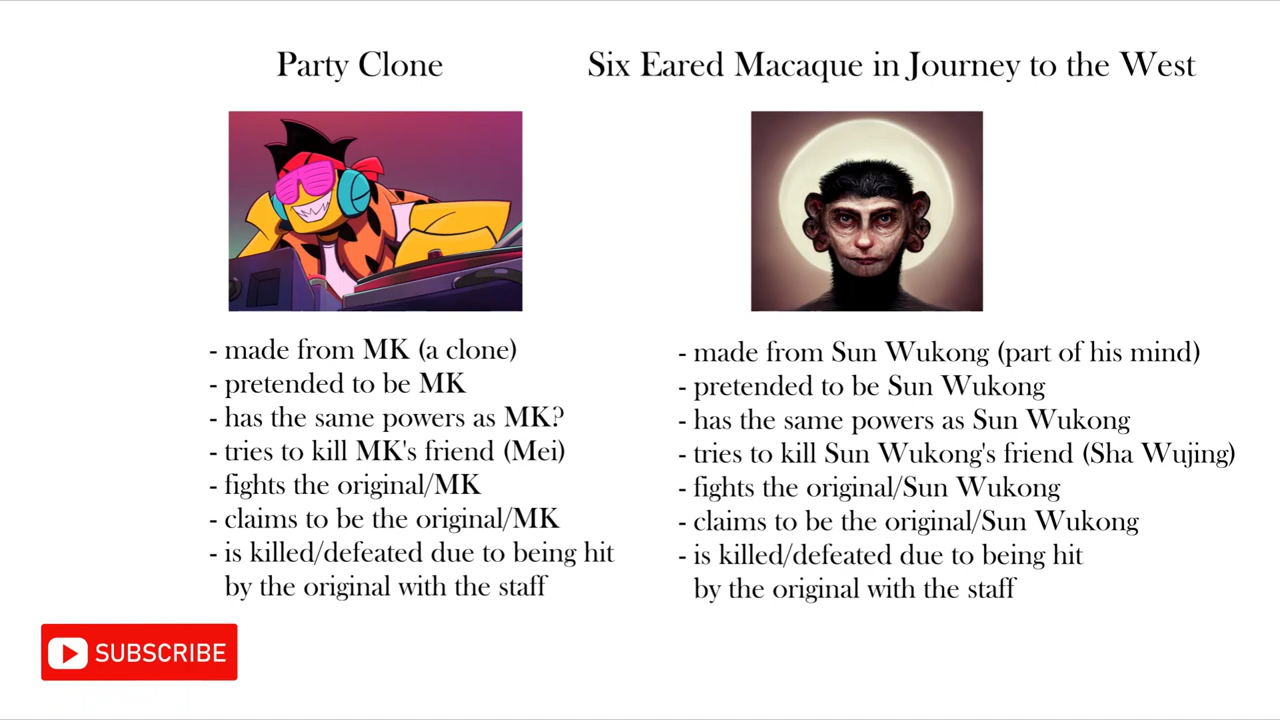 Party Clone
Six Eared Macaque in Journey to the West
- made from MK (a clone)
- pretended to be MK
- has the same powers as MK?
- tries to kill MK's friend (Mei)
- fights the original/MK
- claims to be the original/MK
- is killed/defeated due to being hit
by the original with the staff
- made from Sun Wukong (part of his mind)
- pretended to be Sun Wukong
- has the same powers as Sun Wukong
- tries to kill Sun Wukong's friend (Sha Wujing)
- fights the original/Sun Wukong
- claims to be the original/Sun Wukong
- is killed/defeated due to being hit
by the original with the staff
SUBSCRIBE